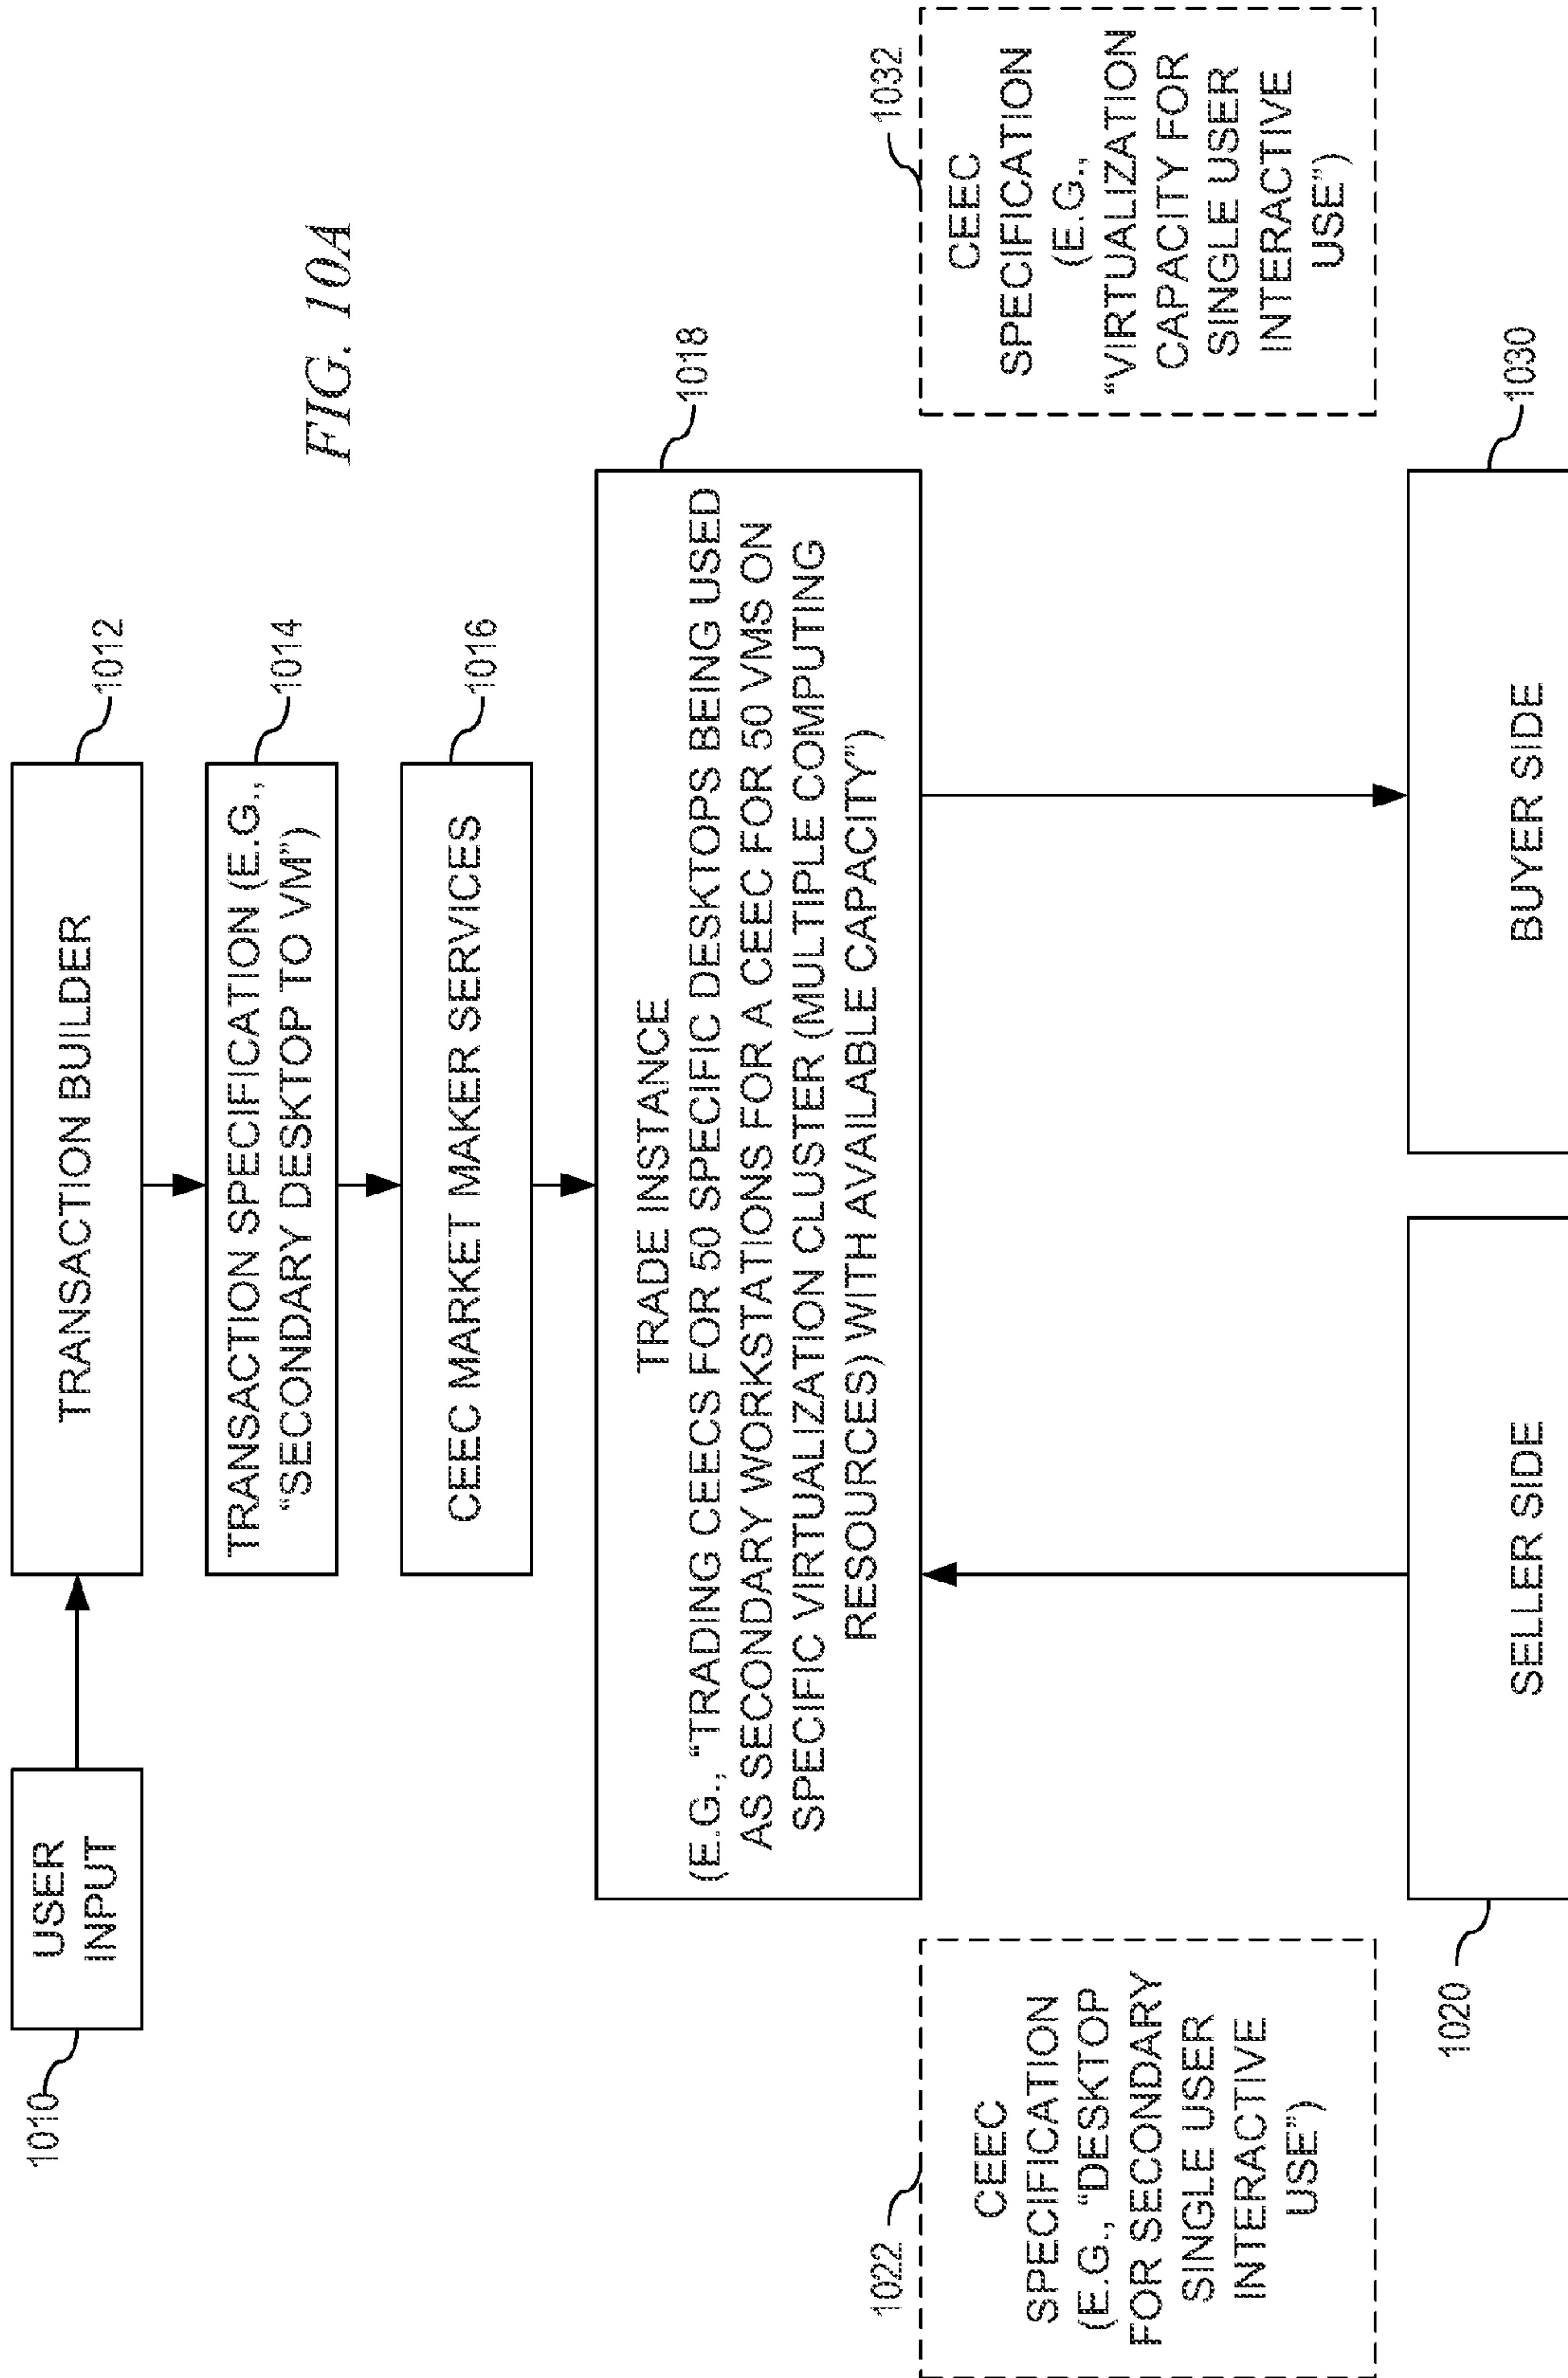 USER
INPUT
1010
TRANSACTION BUILDER
1012
TRANSACTION SPECIFICATION (E.G.,
“SECONDARY DESKTOP TO VM”)
1014
CEEC MARKET MAKER SERVICES
1016
FIG. 10A
TRADE INSTANCE
(E.G., “TRADING CEECS FOR 50 SPECIFIC DESKTOPS BEING USED
AS SECONDARY WORKSTATIONS FOR A CEEC FOR 50 VMS ON
SPECIFIC VIRTUALIZATION CLUSTER (MULTIPLE COMPUTING
RESOURCES) WITH AVAILABLE CAPACITY”)
1018
1022
CEEC
SPECIFICATION
(E.G., “DESKTOP
FOR SECONDARY
SINGLE USER
INTERACTIVE
USE”)
1032
CEEC
SPECIFICATION
(E.G.,
“VIRTUALIZATION
CAPACITY FOR
SINGLE USER
INTERACTIVE
USE”)
1020
SELLER SIDE
BUYER SIDE
1030